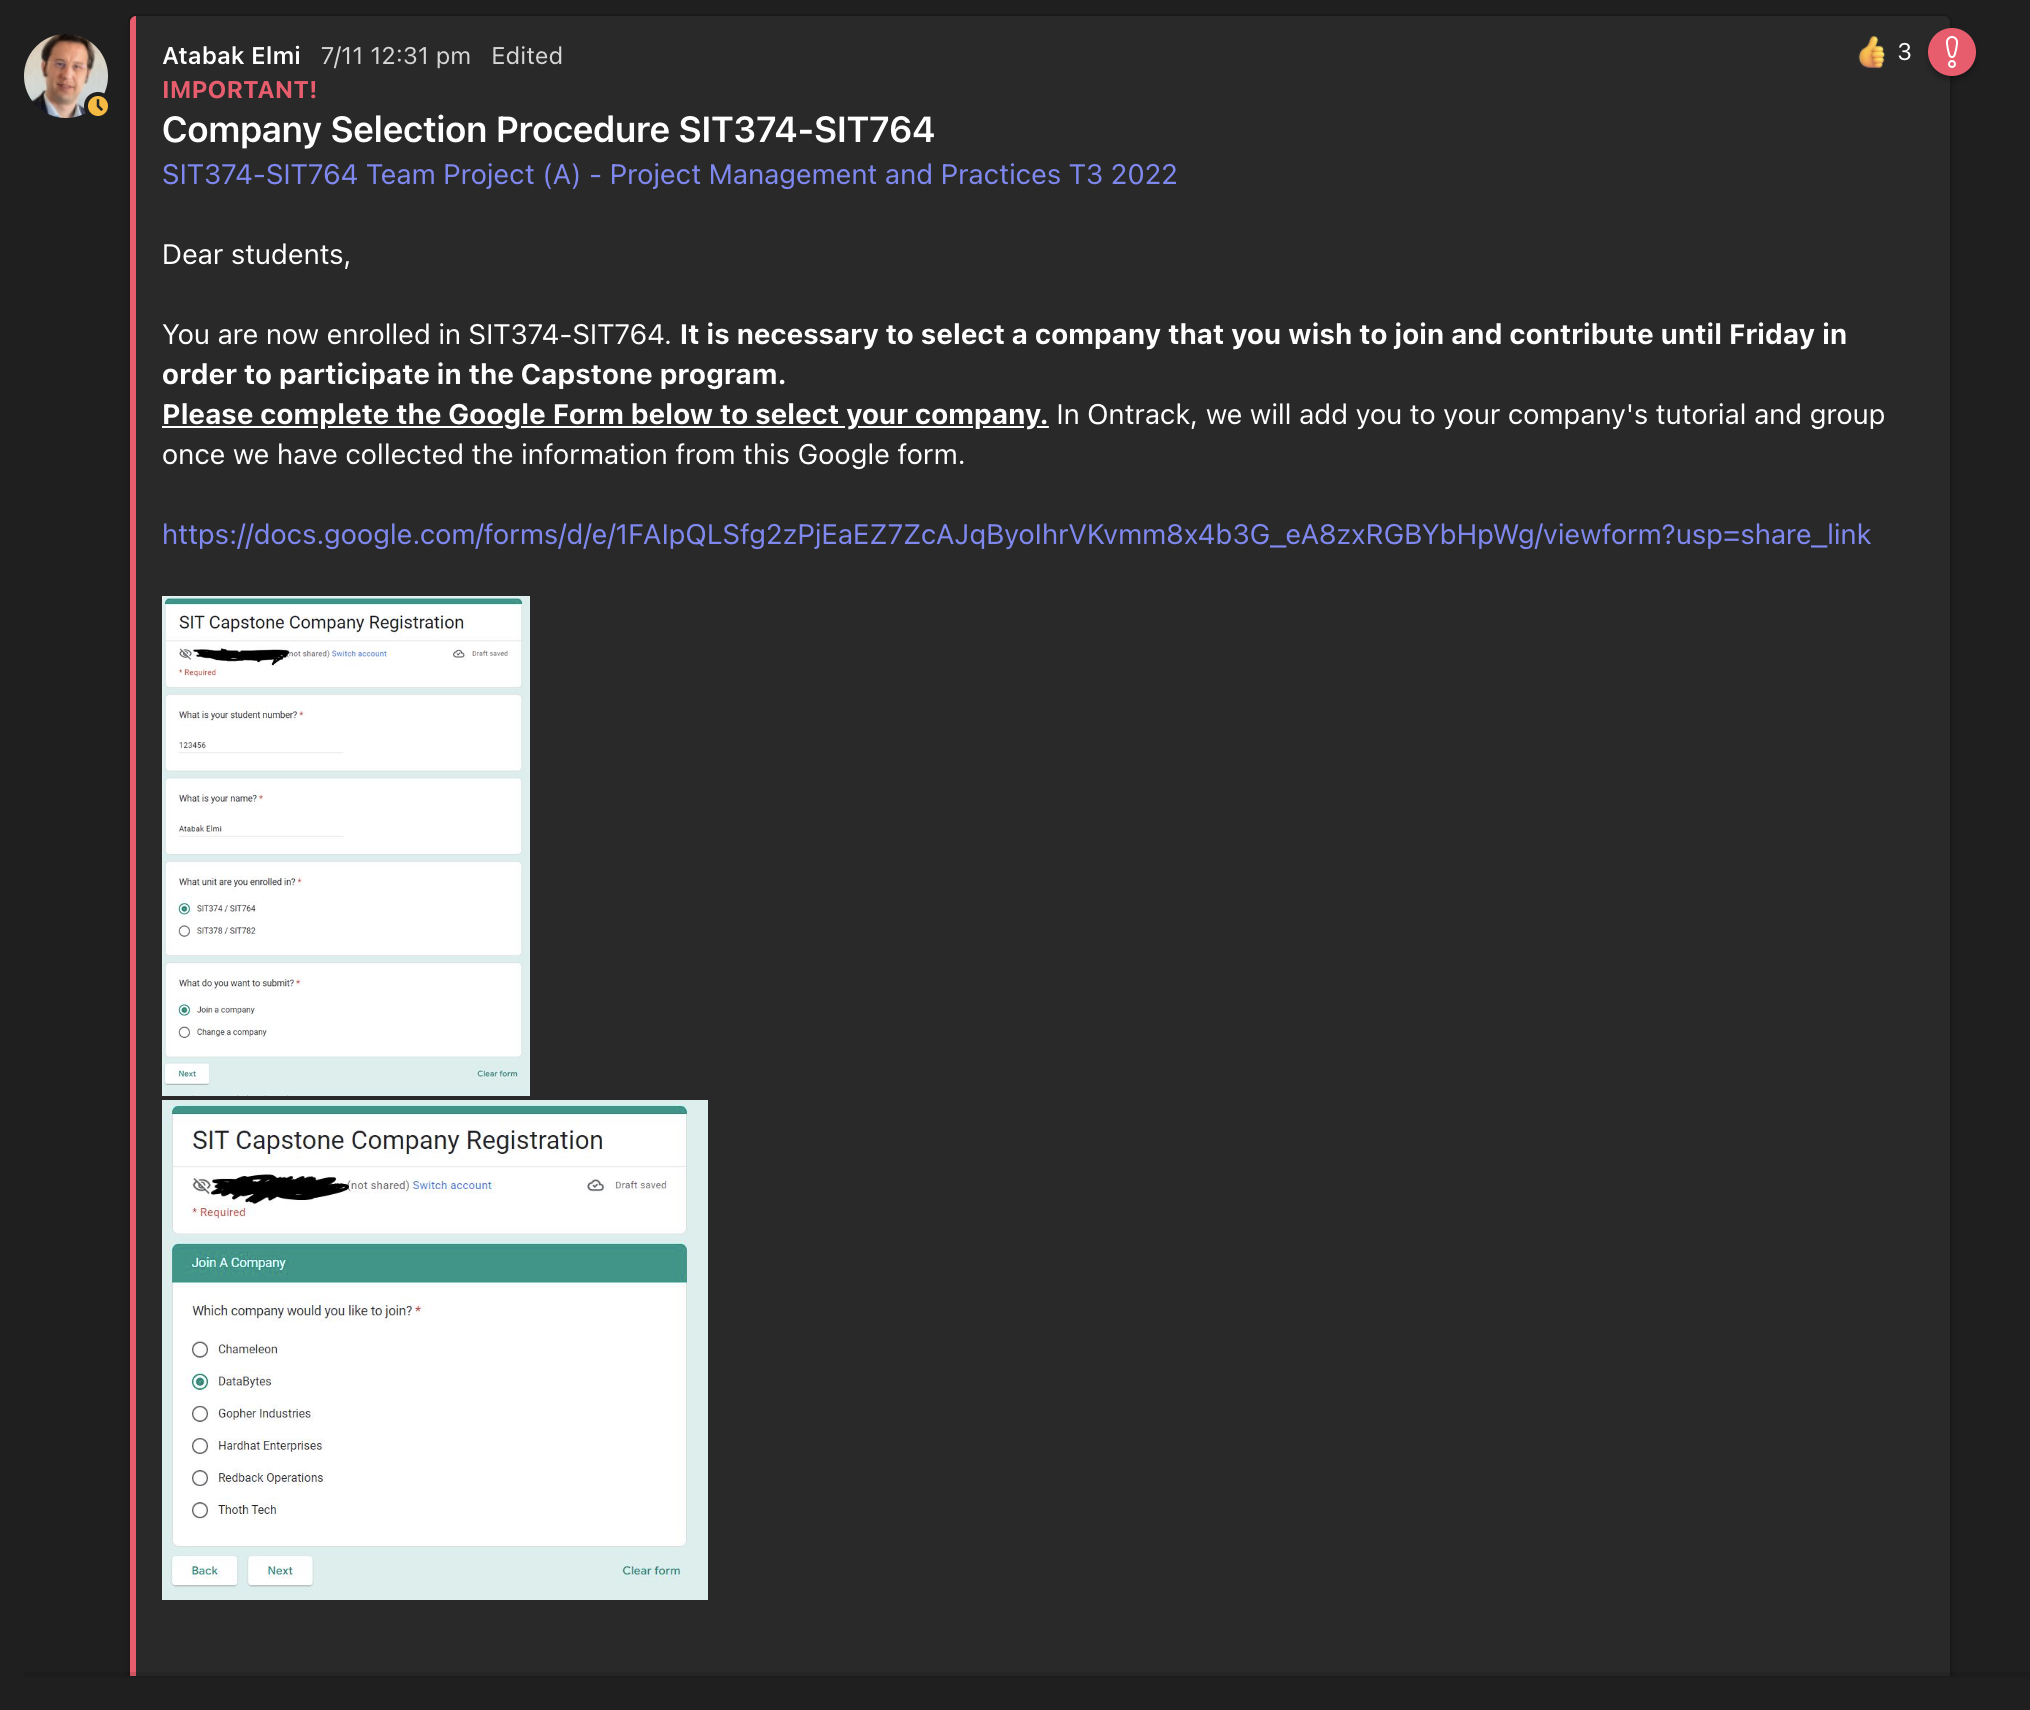 Atabak Elmi 7/11 12:31 pm Edited 👍 3
IMPORTANT!
Company Selection Procedure SIT374-SIT764
SIT374-SIT764 Team Project (A) - Project Management and Practices T3 2022
Dear students,
You are now enrolled in SIT374-SIT764. It is necessary to select a company that you wish to join and contribute until Friday in
order to participate in the Capstone program.
Please complete the Google Form below to select your company. In Ontrack, we will add you to your company's tutorial and group
once we have collected the information from this Google form.
https://docs.google.com/forms/d/e/1FAIpQLSfg2zPjEaEZ7ZcAJqByoIhrVKvmm8x4b3G_eA8zxRGBYbHpWg/viewform?usp=share_link
SIT Capstone Company Registration
not shared) Switch account Draft saved
* Required
What is your student number? *
123456
What is your name? *
Atabak Elmi
What unit are you enrolled in? *
SIT374 / SIT764
SIT378 / SIT782
What do you want to submit? *
Join a company
Change a company
Next Clear form
SIT Capstone Company Registration
(not shared) Switch account Draft saved
* Required
Join A Company
Which company would you like to join? *
Chameleon
DataBytes
Gopher Industries
Hardhat Enterprises
Redback Operations
Thoth Tech
Back Next Clear form